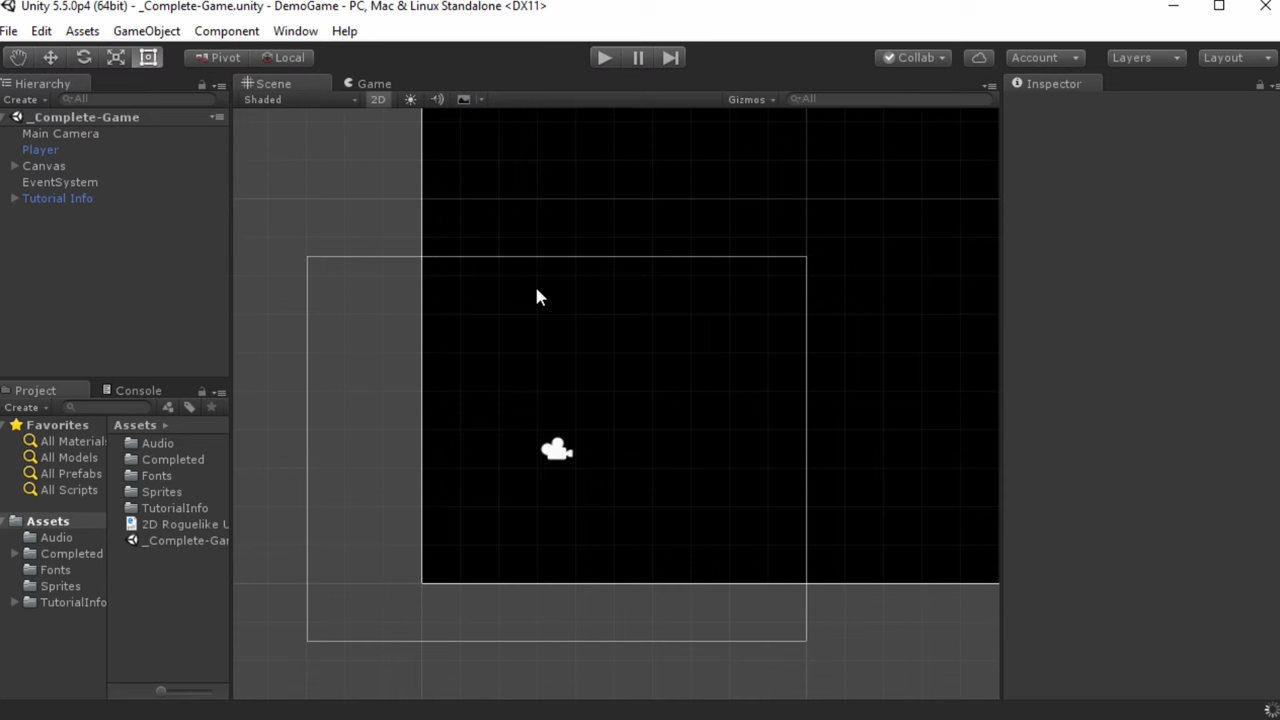 Unity 5.5.0p4 (64bit) - _Complete-Game.unity - DemoGame - PC, Mac & Linux Standalone <DX11>
File Edit Assets GameObject Component Window Help
Pivot Local Collab Account Layers Layout
Hierarchy Scene Game Inspector
Create All Shaded 2D Gizmos All
_Complete-Game
Main Camera
Player
Canvas
EventSystem
Tutorial Info
Project Console
Create
Favorites Assets
All Materials Audio
All Models Completed
All Prefabs Fonts
All Scripts Sprites
TutorialInfo
Assets 2D Roguelike U
Audio _Complete-Gar
Completed
Fonts
Sprites
TutorialInfo